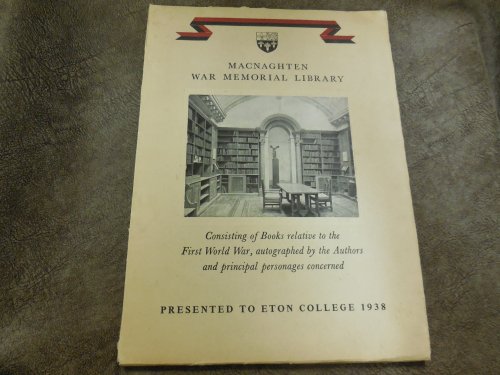 MACNAGHTEN
WAR MEMORIAL LIBRARY
Consisting of Books relative to the
First World War, autographed by the Authors
and principal personages concerned
PRESENTED TO ETON COLLEGE 1938